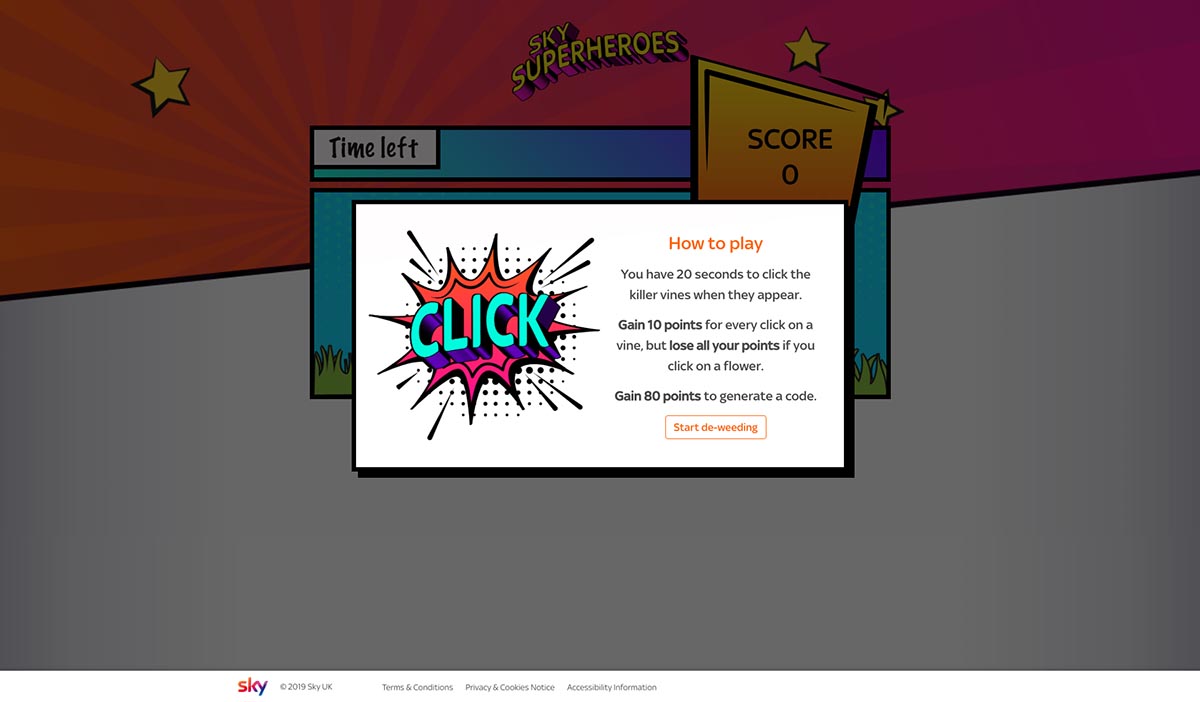 SKY
SUPERHEROES
Time left
SCORE
0
CLICK
How to play
You have 20 seconds to click the
killer vines when they appear.
Gain 10 points for every click on a
vine, but lose all your points if you
click on a flower.
Gain 80 points to generate a code.
Start de-weeding
sky © 2019 Sky UK Terms & Conditions Privacy & Cookies Notice Accessibility Information